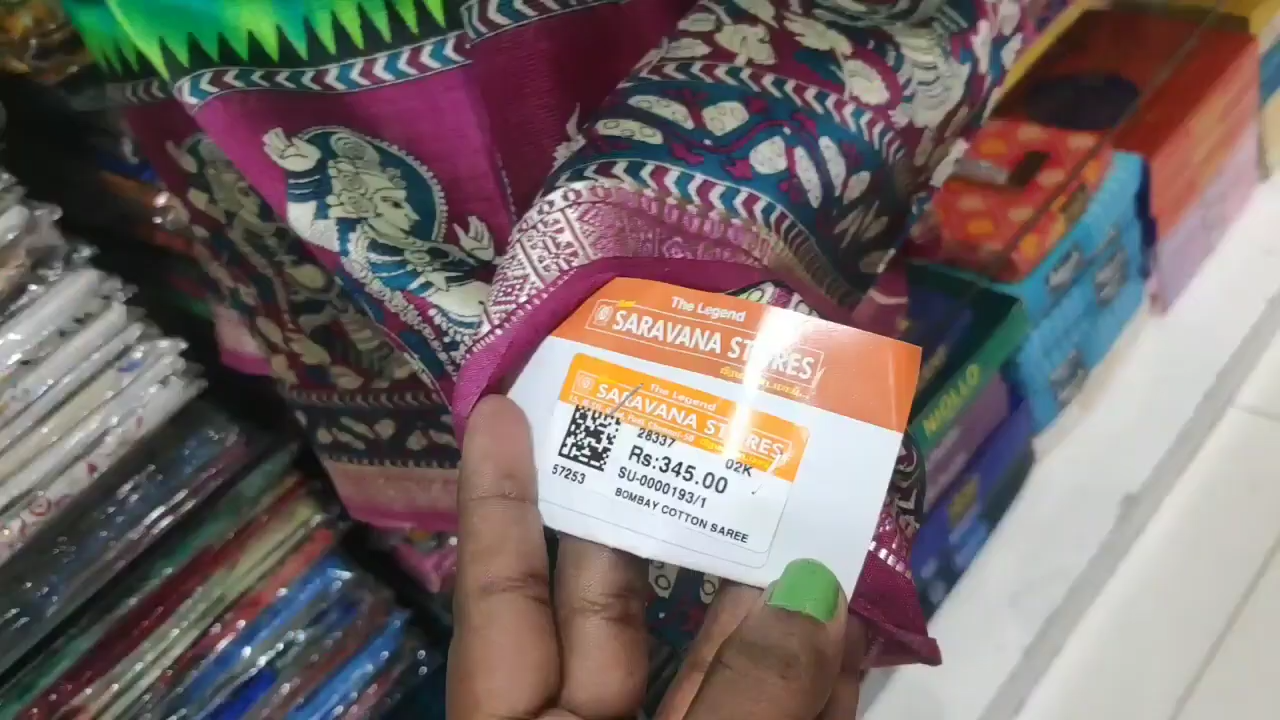 The Legend
SARAVANA STORES
The Legend
SARAVANA STORES
28337
02K
Rs:345.00
57253
SU-0000193/1
BOMBAY COTTON SAREE